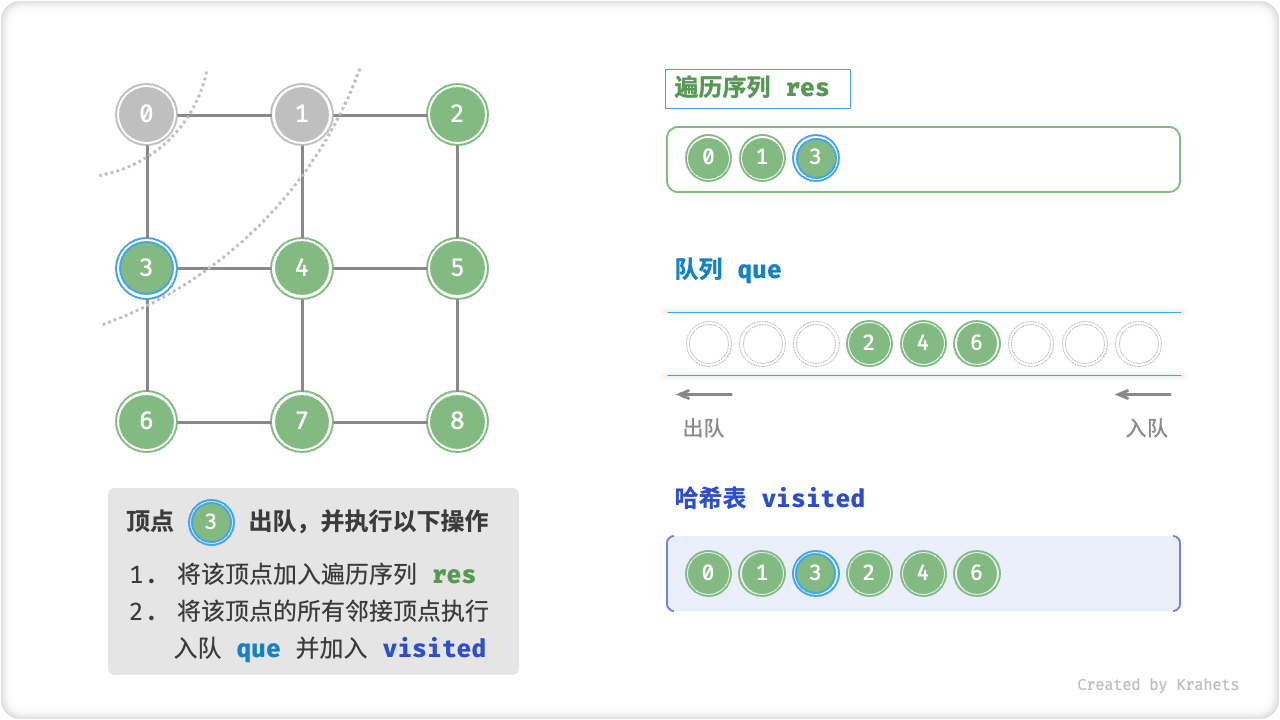 0 1 2
3 4 5
6 7 8
顶点 3 出队，并执行以下操作
1. 将该顶点加入遍历序列 res
2. 将该顶点的所有邻接顶点执行
入队 que 并加入 visited
遍历序列 res
0 1 3
队列 que
2 4 6
出队 入队
哈希表 visited
0 1 3 2 4 6
Created by Krahets